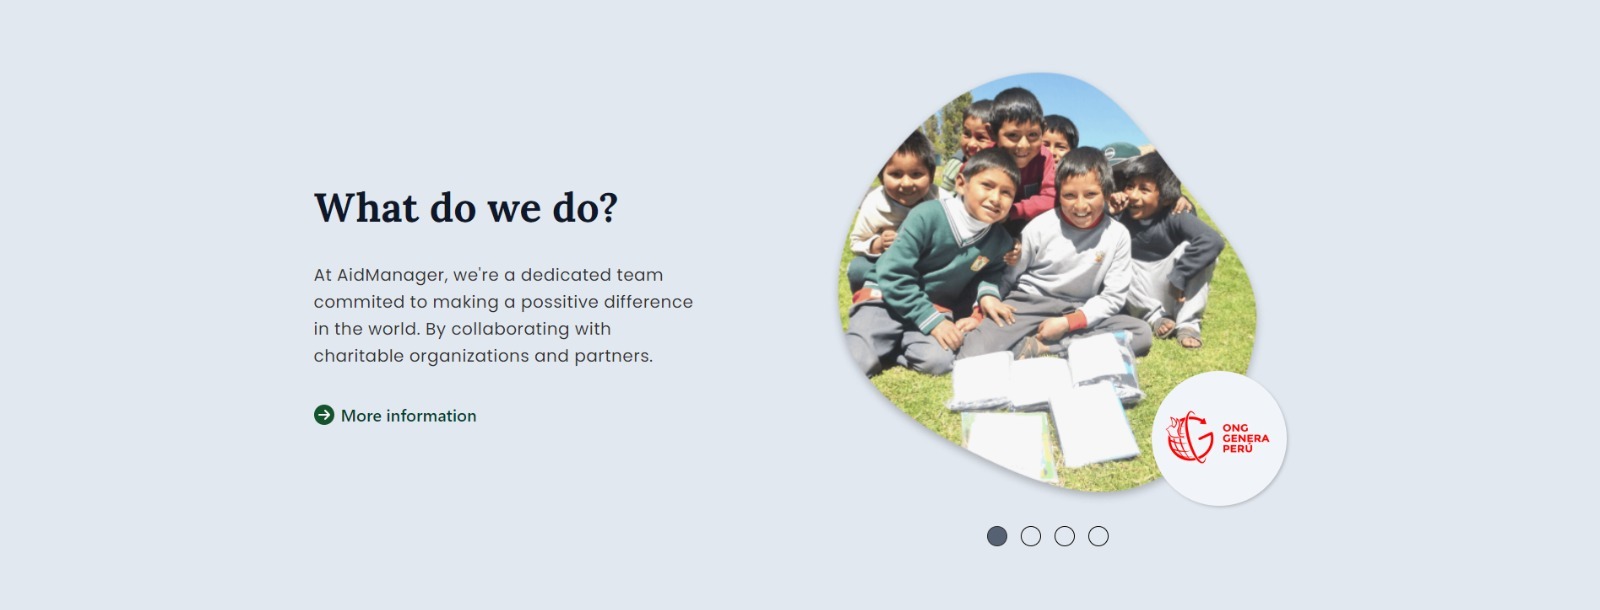 What do we do?
At AidManager, we're a dedicated team
commited to making a possitive difference
in the world. By collaborating with
charitable organizations and partners.
More information
ONG
GENERA
PERÚ